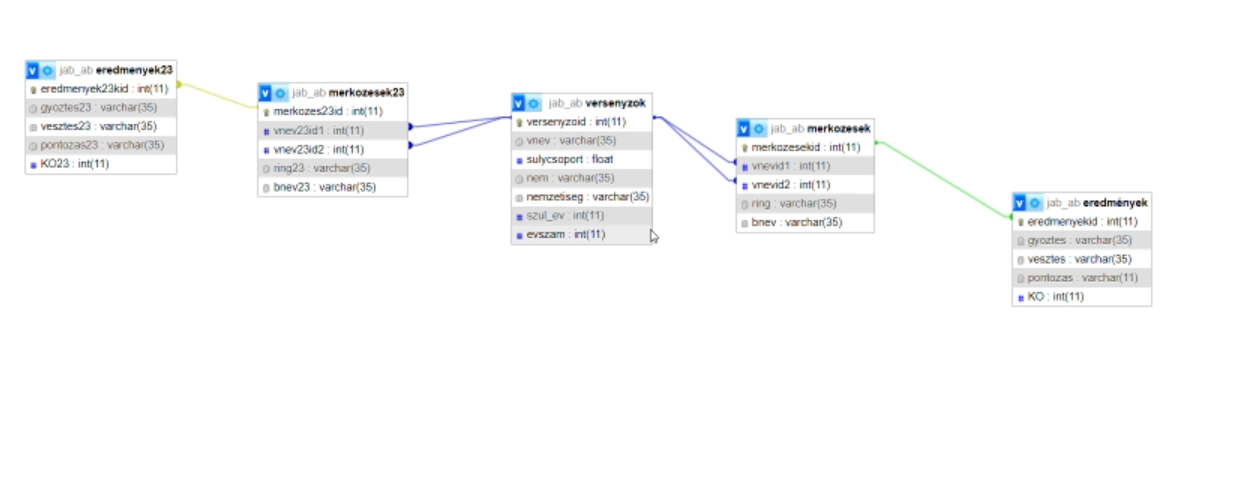 jab_ab eredmenyek23
eredmenyek23kid : int(11)
gyoztes23 : varchar(35)
vesztes23 : varchar(35)
pontozas23 : varchar(35)
KO23 : int(11)
jab_ab merkozesek23
merkozes23id : int(11)
vnev23id1 : int(11)
vnev23id2 : int(11)
ring23 : varchar(35)
bnev23 : varchar(35)
jab_ab versenyzok
versenyzoid : int(11)
vnev : varchar(35)
sulycsoport : float
nem : varchar(35)
nemzetiseg : varchar(35)
szul_ev : int(11)
evszam : int(11)
jab_ab merkozesek
merkozesekid : int(11)
vnevid1 : int(11)
vnevid2 : int(11)
ring : varchar(35)
bnev : varchar(35)
jab_ab eredmények
eredmenyekid : int(11)
gyoztes : varchar(35)
vesztes : varchar(35)
pontozas : varchar(11)
KO : int(11)